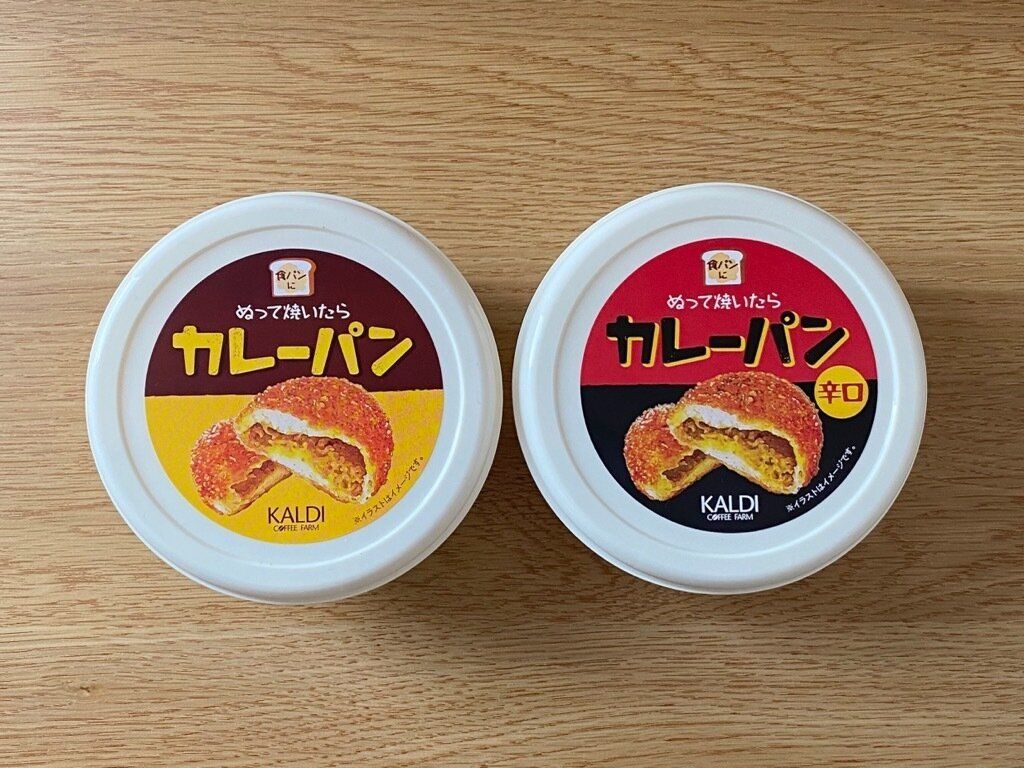 食パン
に
ぬって焼いたら
カレーパン
KALDI
COFFEE FARM
※イラストはイメージです。
食パン
に
ぬって焼いたら
カレーパン
辛口
KALDI
COFFEE FARM
※イラストはイメージです。